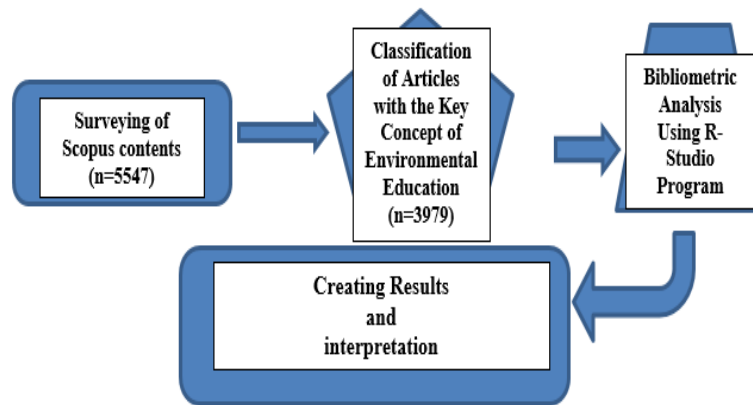 Surveying of
Scopus contents
(n=5547)
Classification
of Articles
with the Key
Concept of
Environmental
Education
(n=3979)
Bibliometric
Analysis
Using R-
Studio
Program
Creating Results
and
interpretation